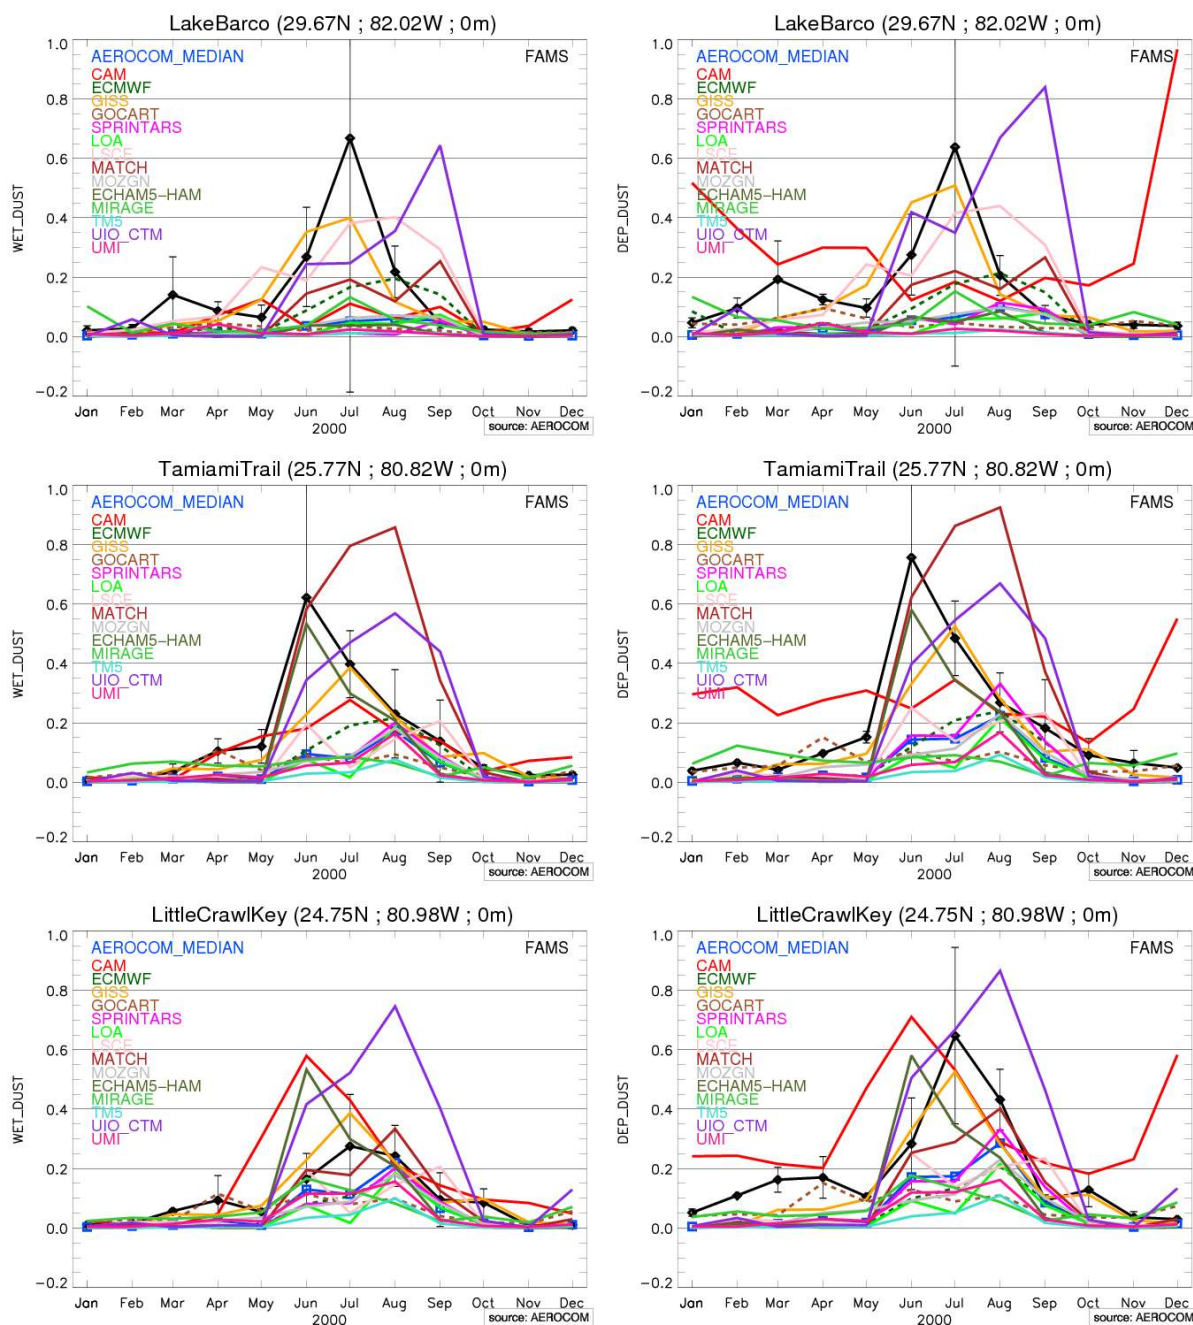 LakeBarco (29.67N ; 82.02W ; 0m)
1.0
0.8
0.6
0.4
0.2
0.0
−0.2
WET_DUST
AEROCOM_MEDIAN
FAMS
CAM
ECMWF
GISS
GOCART
SPRINTARS
LOA
LSCE
MATCH
MOZGN
ECHAM5-HAM
MIRAGE
TM5
UIO_CTM
UMI
Jan Feb Mar Apr May Jun Jul Aug Sep Oct Nov Dec
2000
source: AEROCOM
LakeBarco (29.67N ; 82.02W ; 0m)
1.0
0.8
0.6
0.4
0.2
0.0
−0.2
DEP_DUST
AEROCOM_MEDIAN
FAMS
CAM
ECMWF
GISS
GOCART
SPRINTARS
LOA
LSCE
MATCH
MOZGN
ECHAM5-HAM
MIRAGE
TM5
UIO_CTM
UMI
Jan Feb Mar Apr May Jun Jul Aug Sep Oct Nov Dec
2000
source: AEROCOM
TamiamiTrail (25.77N ; 80.82W ; 0m)
1.0
0.8
0.6
0.4
0.2
0.0
−0.2
WET_DUST
AEROCOM_MEDIAN
FAMS
CAM
ECMWF
GISS
GOCART
SPRINTARS
LOA
LSCE
MATCH
MOZGN
ECHAM5-HAM
MIRAGE
TM5
UIO_CTM
UMI
Jan Feb Mar Apr May Jun Jul Aug Sep Oct Nov Dec
2000
source: AEROCOM
TamiamiTrail (25.77N ; 80.82W ; 0m)
1.0
0.8
0.6
0.4
0.2
0.0
−0.2
DEP_DUST
AEROCOM_MEDIAN
FAMS
CAM
ECMWF
GISS
GOCART
SPRINTARS
LOA
LSCE
MATCH
MOZGN
ECHAM5-HAM
MIRAGE
TM5
UIO_CTM
UMI
Jan Feb Mar Apr May Jun Jul Aug Sep Oct Nov Dec
2000
source: AEROCOM
LittleCrawlKey (24.75N ; 80.98W ; 0m)
1.0
0.8
0.6
0.4
0.2
0.0
−0.2
WET_DUST
AEROCOM_MEDIAN
FAMS
CAM
ECMWF
GISS
GOCART
SPRINTARS
LOA
LSCE
MATCH
MOZGN
ECHAM5-HAM
MIRAGE
TM5
UIO_CTM
UMI
Jan Feb Mar Apr May Jun Jul Aug Sep Oct Nov Dec
2000
source: AEROCOM
LittleCrawlKey (24.75N ; 80.98W ; 0m)
1.0
0.8
0.6
0.4
0.2
0.0
−0.2
DEP_DUST
AEROCOM_MEDIAN
FAMS
CAM
ECMWF
GISS
GOCART
SPRINTARS
LOA
LSCE
MATCH
MOZGN
ECHAM5-HAM
MIRAGE
TM5
UIO_CTM
UMI
Jan Feb Mar Apr May Jun Jul Aug Sep Oct Nov Dec
2000
source: AEROCOM